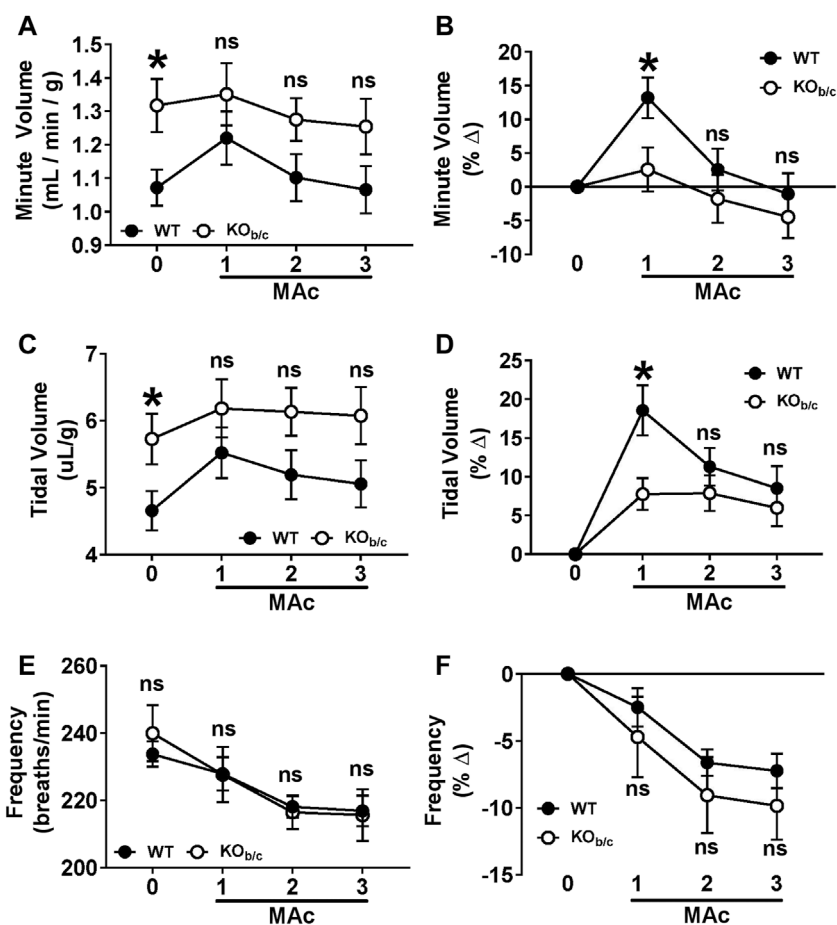 A
Minute Volume
(mL / min / g)
1.5
1.4
1.3
1.2
1.1
1.0
0.9
*
ns
ns
ns
WT KOb/c
0 1 2 3
MAc
B
Minute Volume
(% Δ)
20
15
10
5
0
-5
-10
*
ns
ns
WT
KOb/c
0 1 2 3
MAc
C
Tidal Volume
(uL/g)
7
6
5
4
*
ns
ns
ns
WT KOb/c
0 1 2 3
MAc
D
Tidal Volume
(% Δ)
25
20
15
10
5
0
*
ns
ns
WT
KOb/c
0 1 2 3
MAc
E
Frequency
(breaths/min)
260
240
220
200
ns
ns
ns
ns
WT KOb/c
0 1 2 3
MAc
F
Frequency
(% Δ)
0
-5
-10
-15
ns
ns
ns
WT
KOb/c
0 1 2 3
MAc